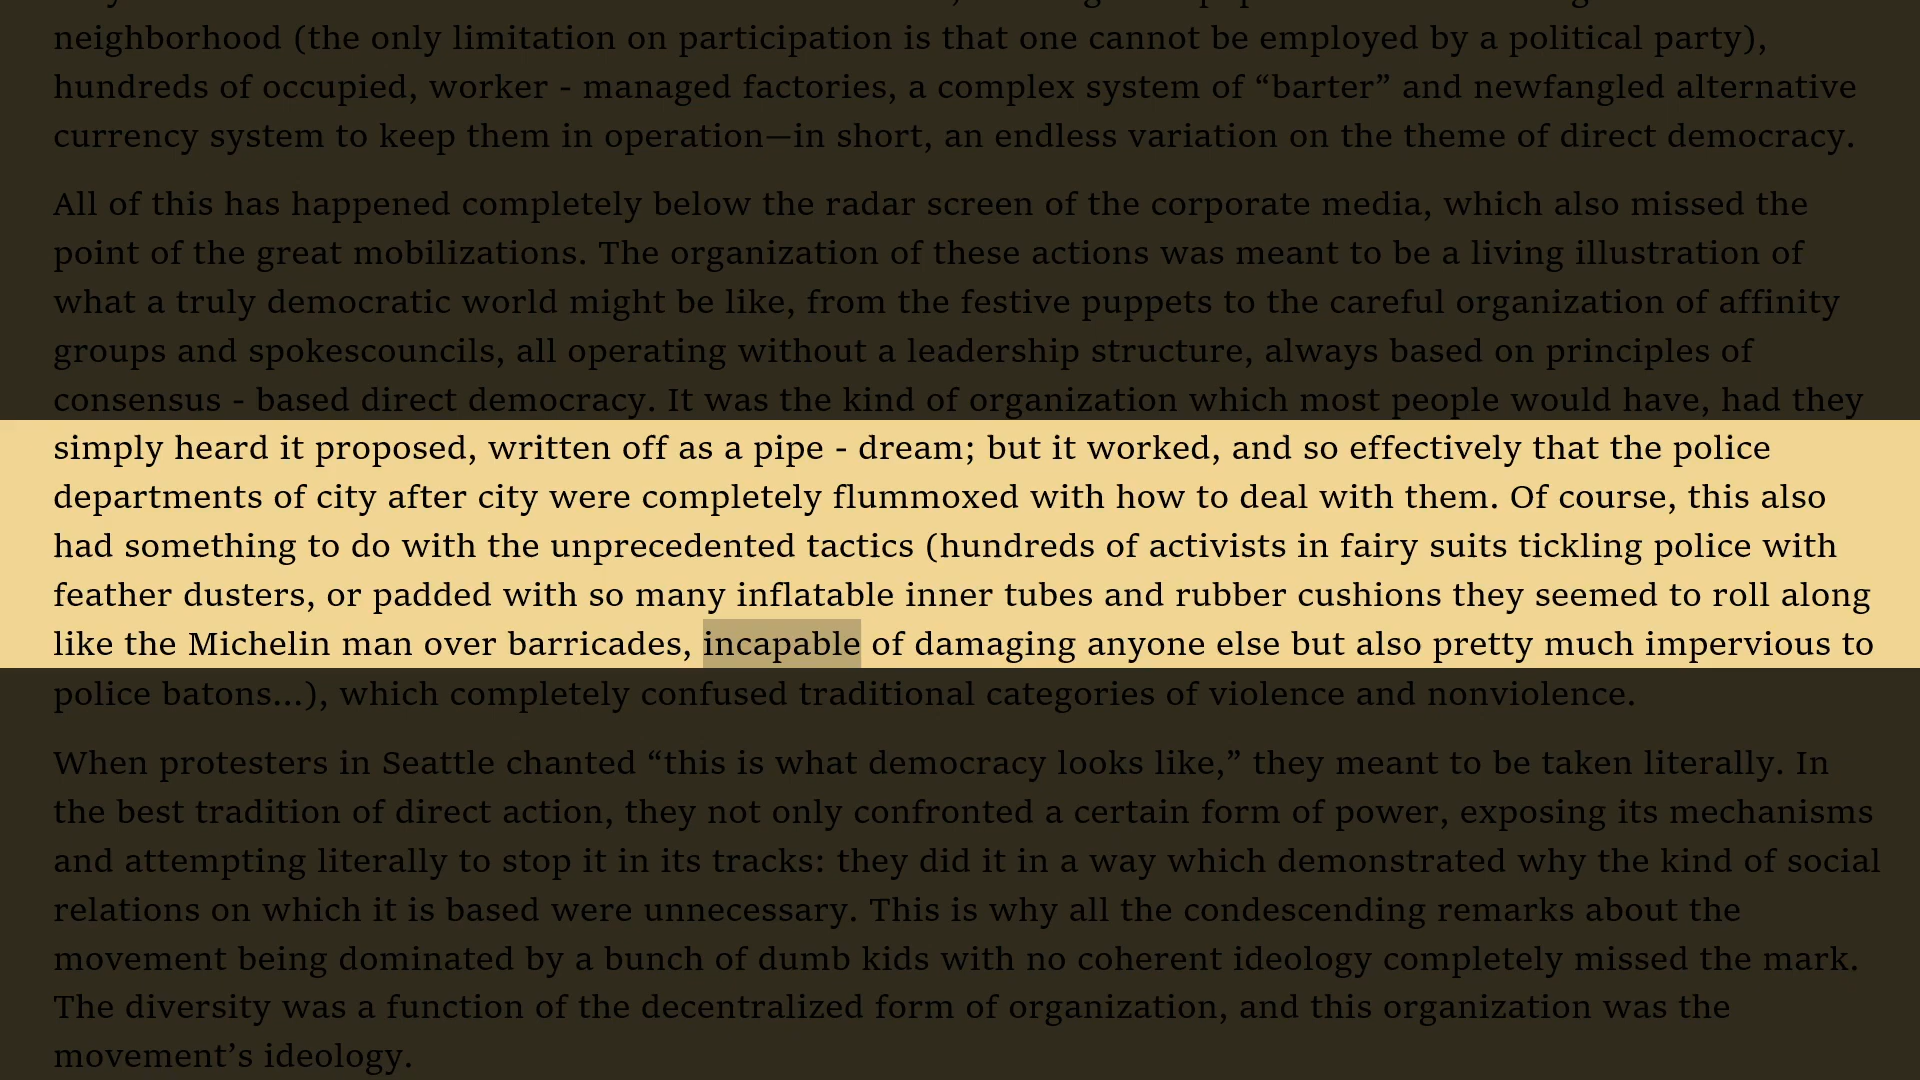 neighborhood (the only limitation on participation is that one cannot be employed by a political party),
hundreds of occupied, worker - managed factories, a complex system of “barter” and newfangled alternative
currency system to keep them in operation—in short, an endless variation on the theme of direct democracy.
All of this has happened completely below the radar screen of the corporate media, which also missed the
point of the great mobilizations. The organization of these actions was meant to be a living illustration of
what a truly democratic world might be like, from the festive puppets to the careful organization of affinity
groups and spokescouncils, all operating without a leadership structure, always based on principles of
consensus - based direct democracy. It was the kind of organization which most people would have, had they
simply heard it proposed, written off as a pipe - dream; but it worked, and so effectively that the police
departments of city after city were completely flummoxed with how to deal with them. Of course, this also
had something to do with the unprecedented tactics (hundreds of activists in fairy suits tickling police with
feather dusters, or padded with so many inflatable inner tubes and rubber cushions they seemed to roll along
like the Michelin man over barricades, incapable of damaging anyone else but also pretty much impervious to
police batons...), which completely confused traditional categories of violence and nonviolence.
When protesters in Seattle chanted “this is what democracy looks like,” they meant to be taken literally. In
the best tradition of direct action, they not only confronted a certain form of power, exposing its mechanisms
and attempting literally to stop it in its tracks: they did it in a way which demonstrated why the kind of social
relations on which it is based were unnecessary. This is why all the condescending remarks about the
movement being dominated by a bunch of dumb kids with no coherent ideology completely missed the mark.
The diversity was a function of the decentralized form of organization, and this organization was the
movement’s ideology.